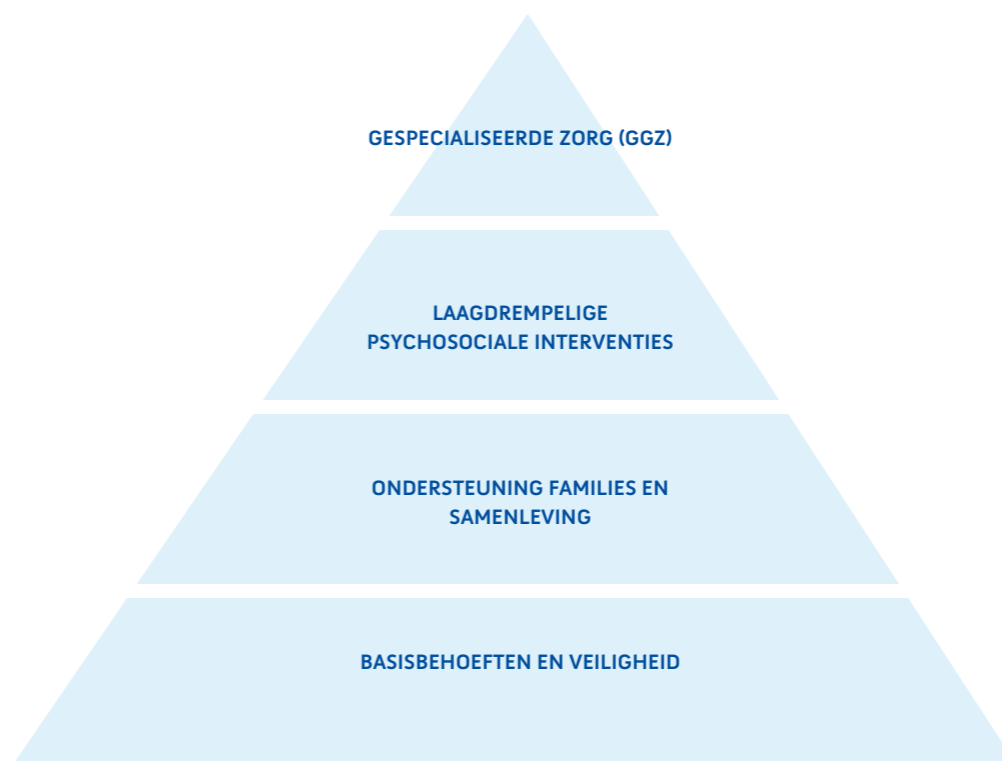 GESPECIALISEERDE ZORG (GGZ)
LAAGDREMPELIGE
PSYCHOSOCIALE INTERVENTIES
ONDERSTEUNING FAMILIES EN
SAMENLEVING
BASISBEHOEFTEN EN VEILIGHEID